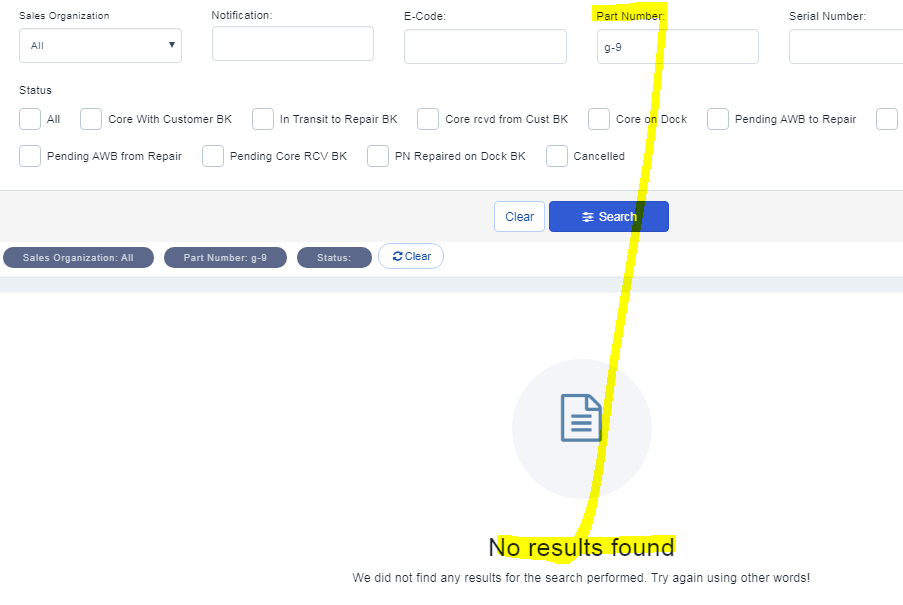 Sales Organization Notification: E-Code: Part Number: Serial Number:
All g-9
Status
All Core With Customer BK In Transit to Repair BK Core rcvd from Cust BK Core on Dock Pending AWB to Repair
Pending AWB from Repair Pending Core RCV BK PN Repaired on Dock BK Cancelled
Clear Search
Sales Organization: All Part Number: g-9 Status: Clear
No results found
We did not find any results for the search performed. Try again using other words!